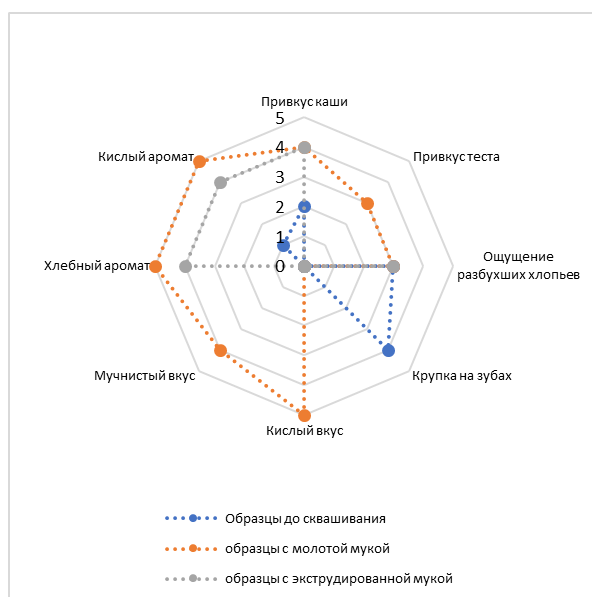 Привкус каши
5
Кислый аромат
4
Привкус теста
3
2
Ощущение
1
Хлебный аромат
0
разбухших хлопьев
Мучнистый вкус
Крупка на зубах
Кислый вкус
Образцы до сквашивания
образцы с молотой мукой
образцы с экструдированной мукой